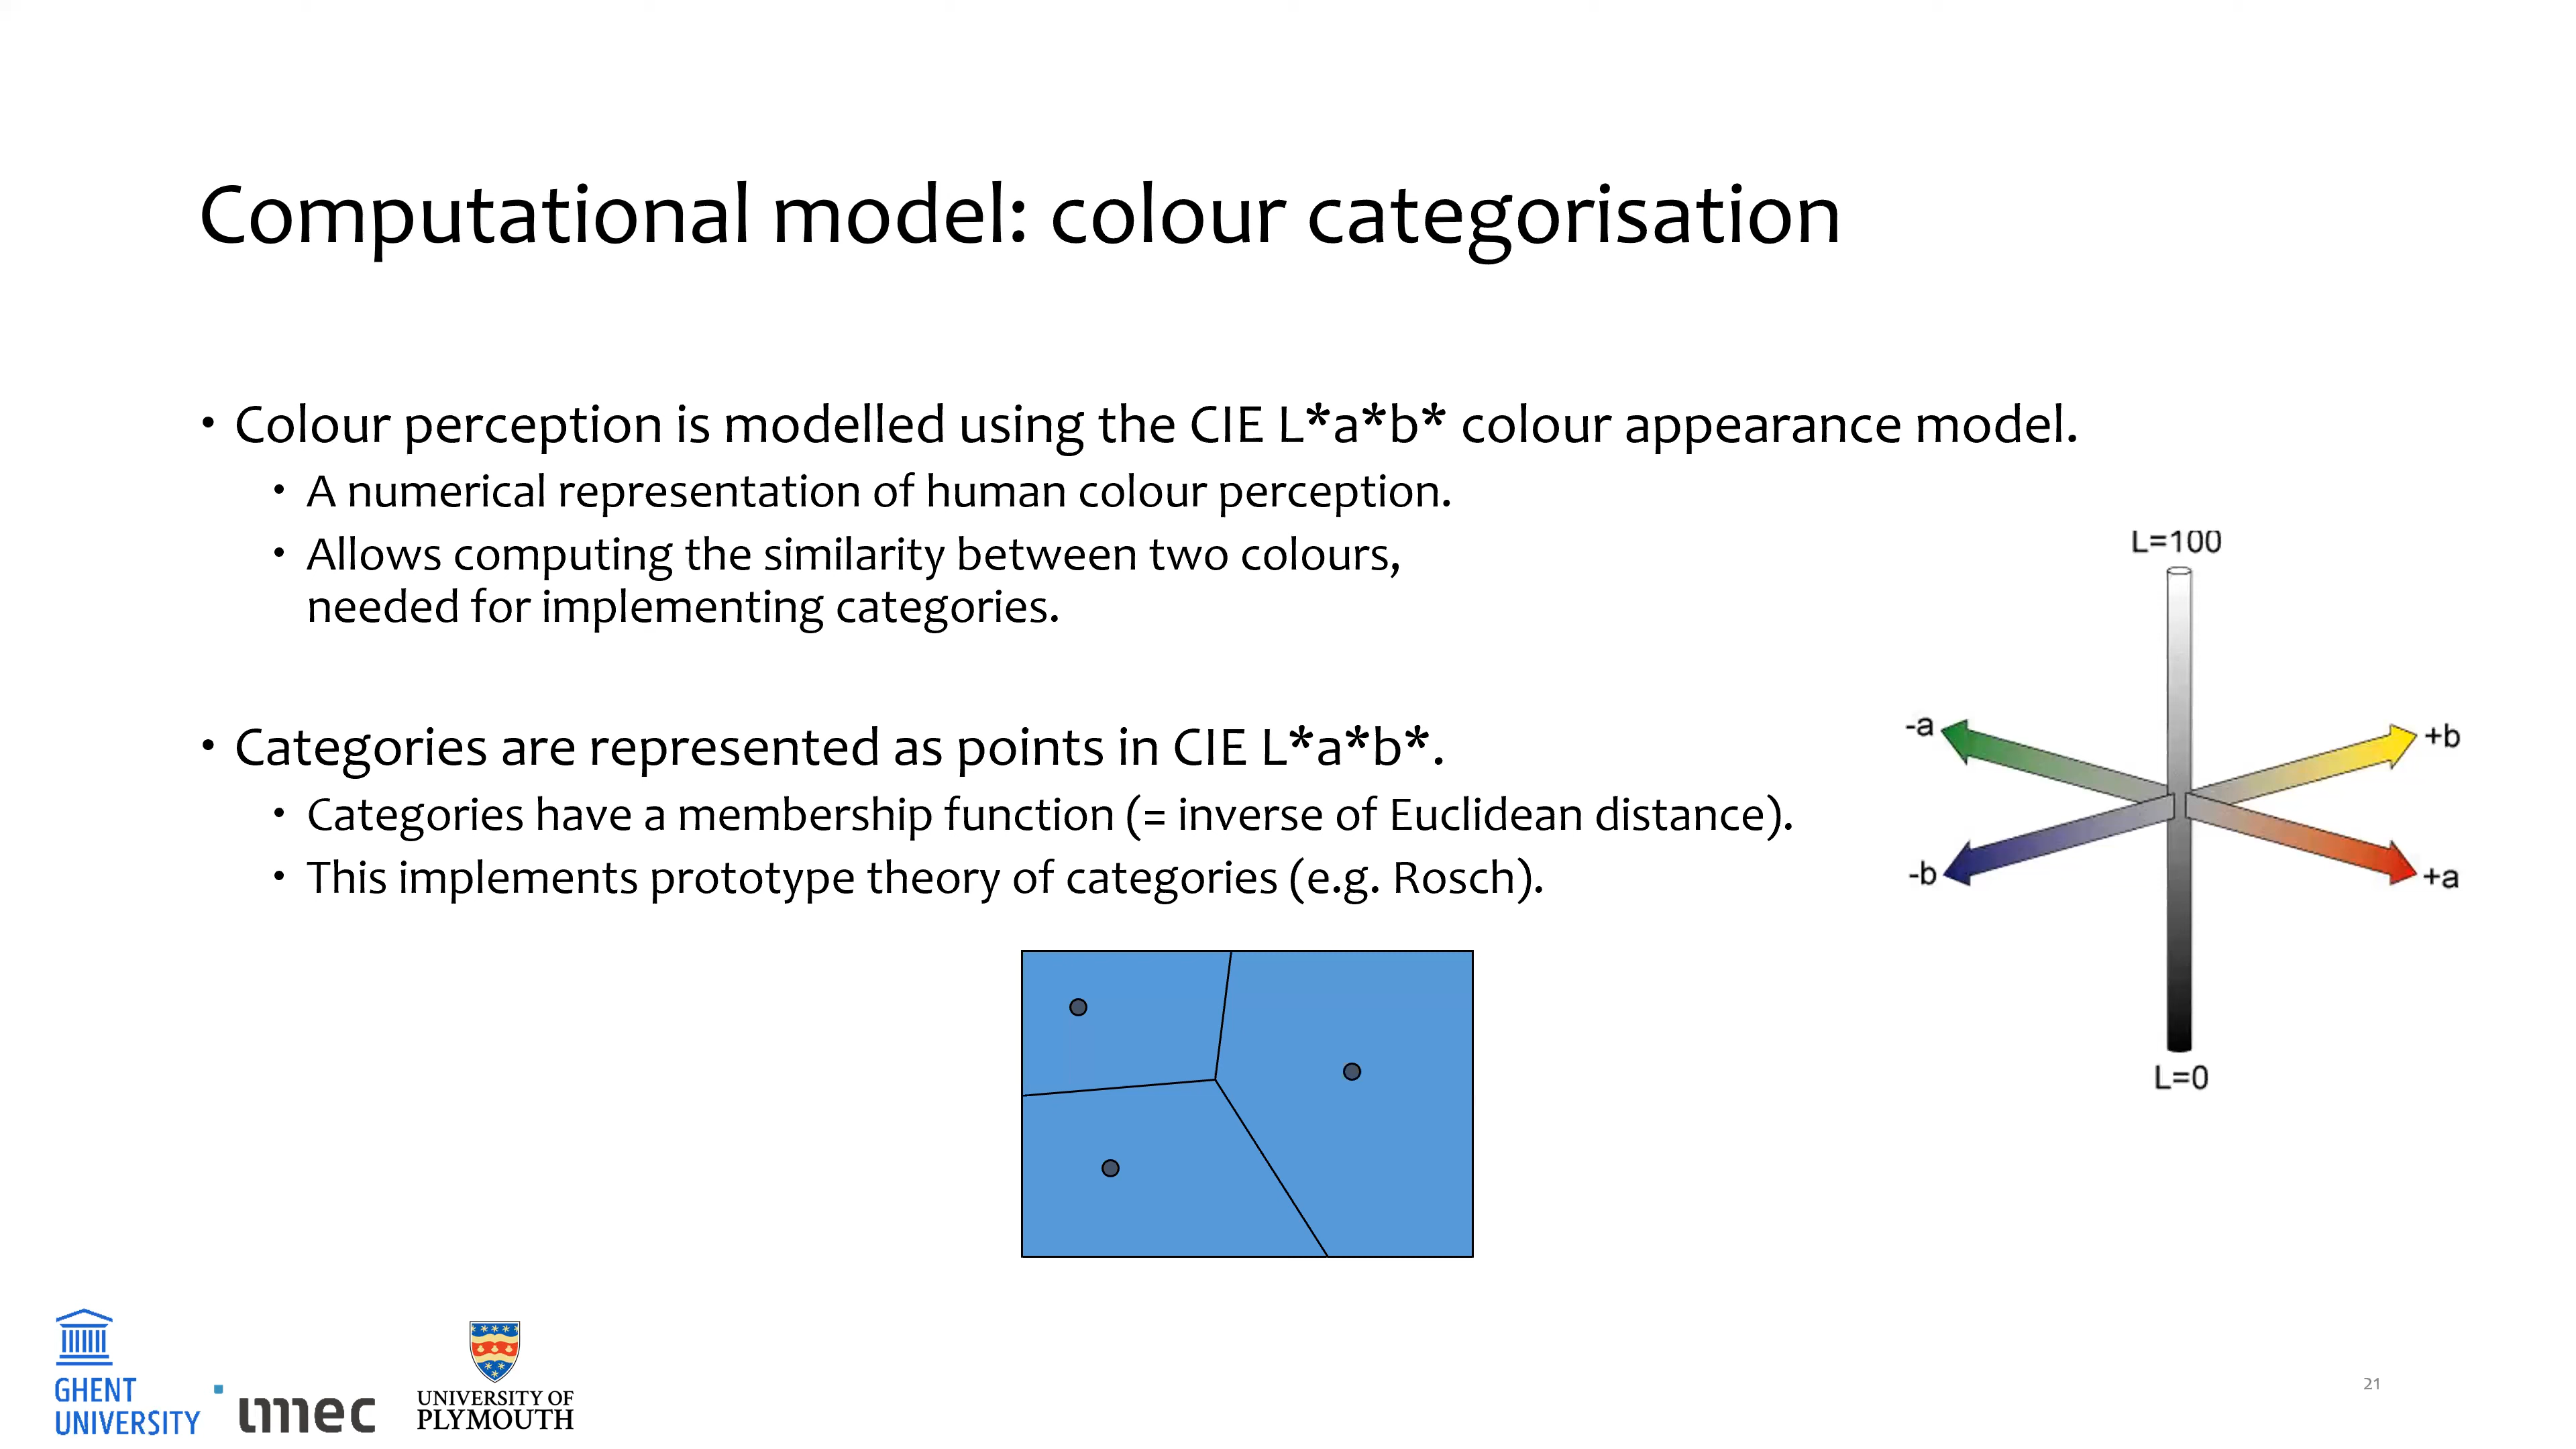 Computational model: colour categorisation
• Colour perception is modelled using the CIE L*a*b* colour appearance model.
• A numerical representation of human colour perception.
• Allows computing the similarity between two colours,
needed for implementing categories.
• Categories are represented as points in CIE L*a*b*.
• Categories have a membership function (= inverse of Euclidean distance).
• This implements prototype theory of categories (e.g. Rosch).
L=100
-a
+b
-b
+a
L=0
GHENT
UNIVERSITY
imec
UNIVERSITY OF
PLYMOUTH
21